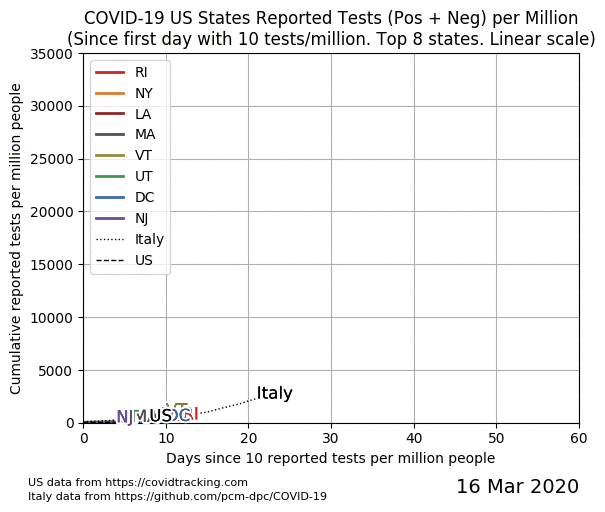 COVID-19 US States Reported Tests (Pos + Neg) per Million
(Since first day with 10 tests/million. Top 8 states. Linear scale)
Cumulative reported tests per million people
35000
30000
25000
20000
15000
10000
5000
0
RI
NY
LA
MA
VT
UT
DC
NJ
Italy
US
Italy
NJ
US
DC
RI
0 10 20 30 40 50 60
Days since 10 reported tests per million people
US data from https://covidtracking.com
Italy data from https://github.com/pcm-dpc/COVID-19
16 Mar 2020